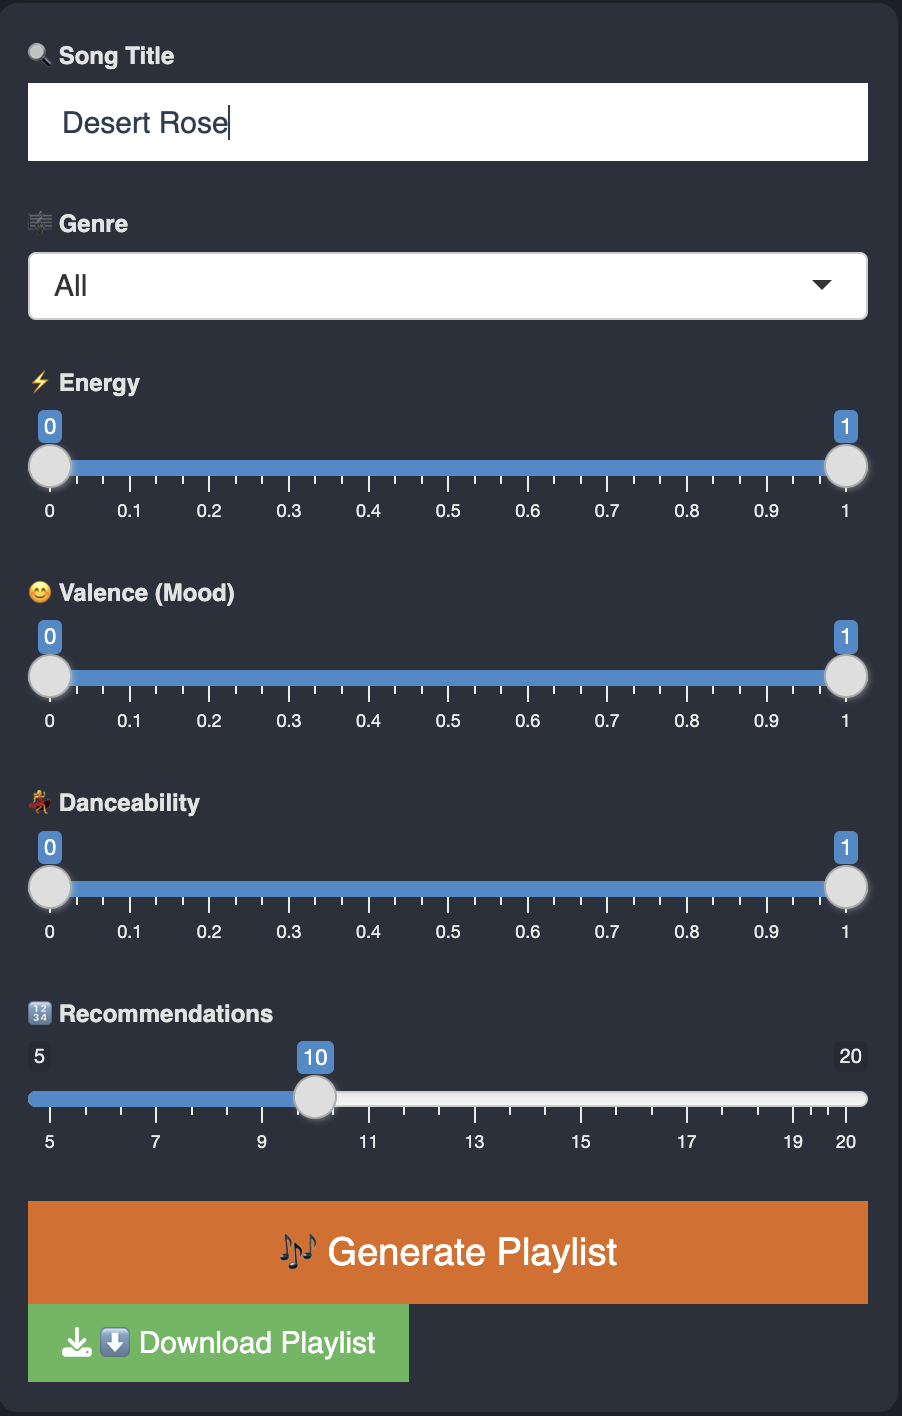 Song Title
Desert Rose
Genre
All
Energy
0 1
0 0.1 0.2 0.3 0.4 0.5 0.6 0.7 0.8 0.9 1
Valence (Mood)
0 1
0 0.1 0.2 0.3 0.4 0.5 0.6 0.7 0.8 0.9 1
Danceability
0 1
0 0.1 0.2 0.3 0.4 0.5 0.6 0.7 0.8 0.9 1
Recommendations
5 10 20
5 7 9 11 13 15 17 19 20
Generate Playlist
Download Playlist